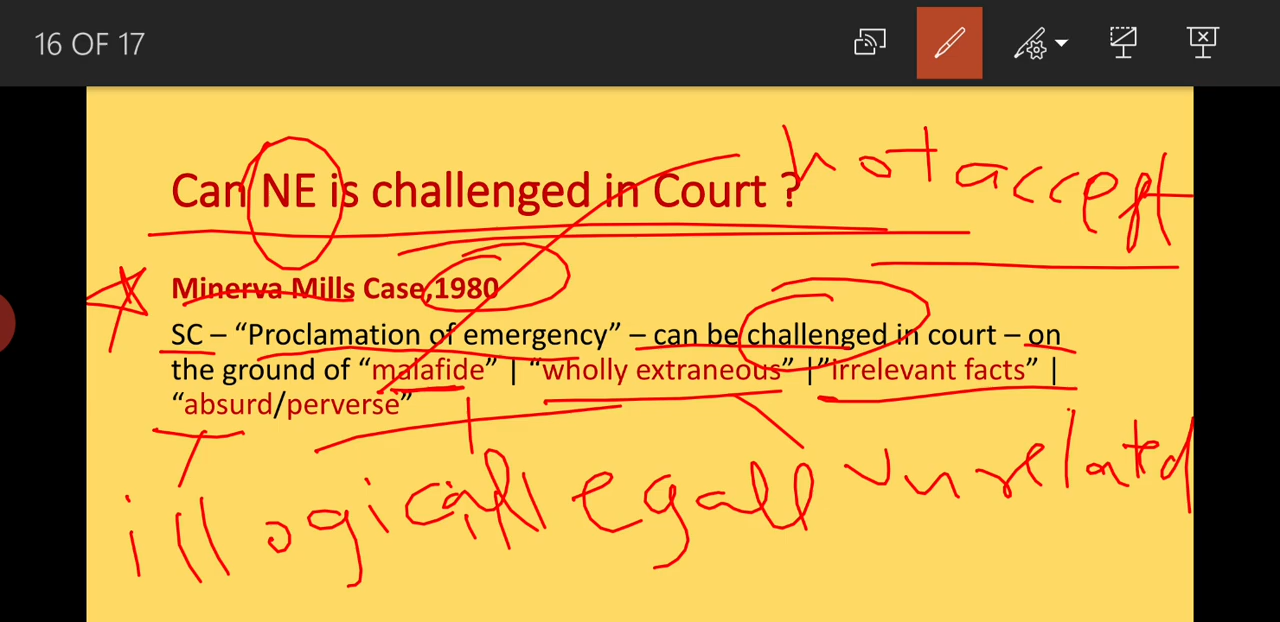 16 OF 17
not accept
Can NE is challenged in Court ?
Minerva Mills Case,1980
SC – “Proclamation of emergency” – can be challenged in court – on
the ground of “malafide” | “wholly extraneous” |”irrelevant facts” |
“absurd/perverse”
illogical illegall unrelated